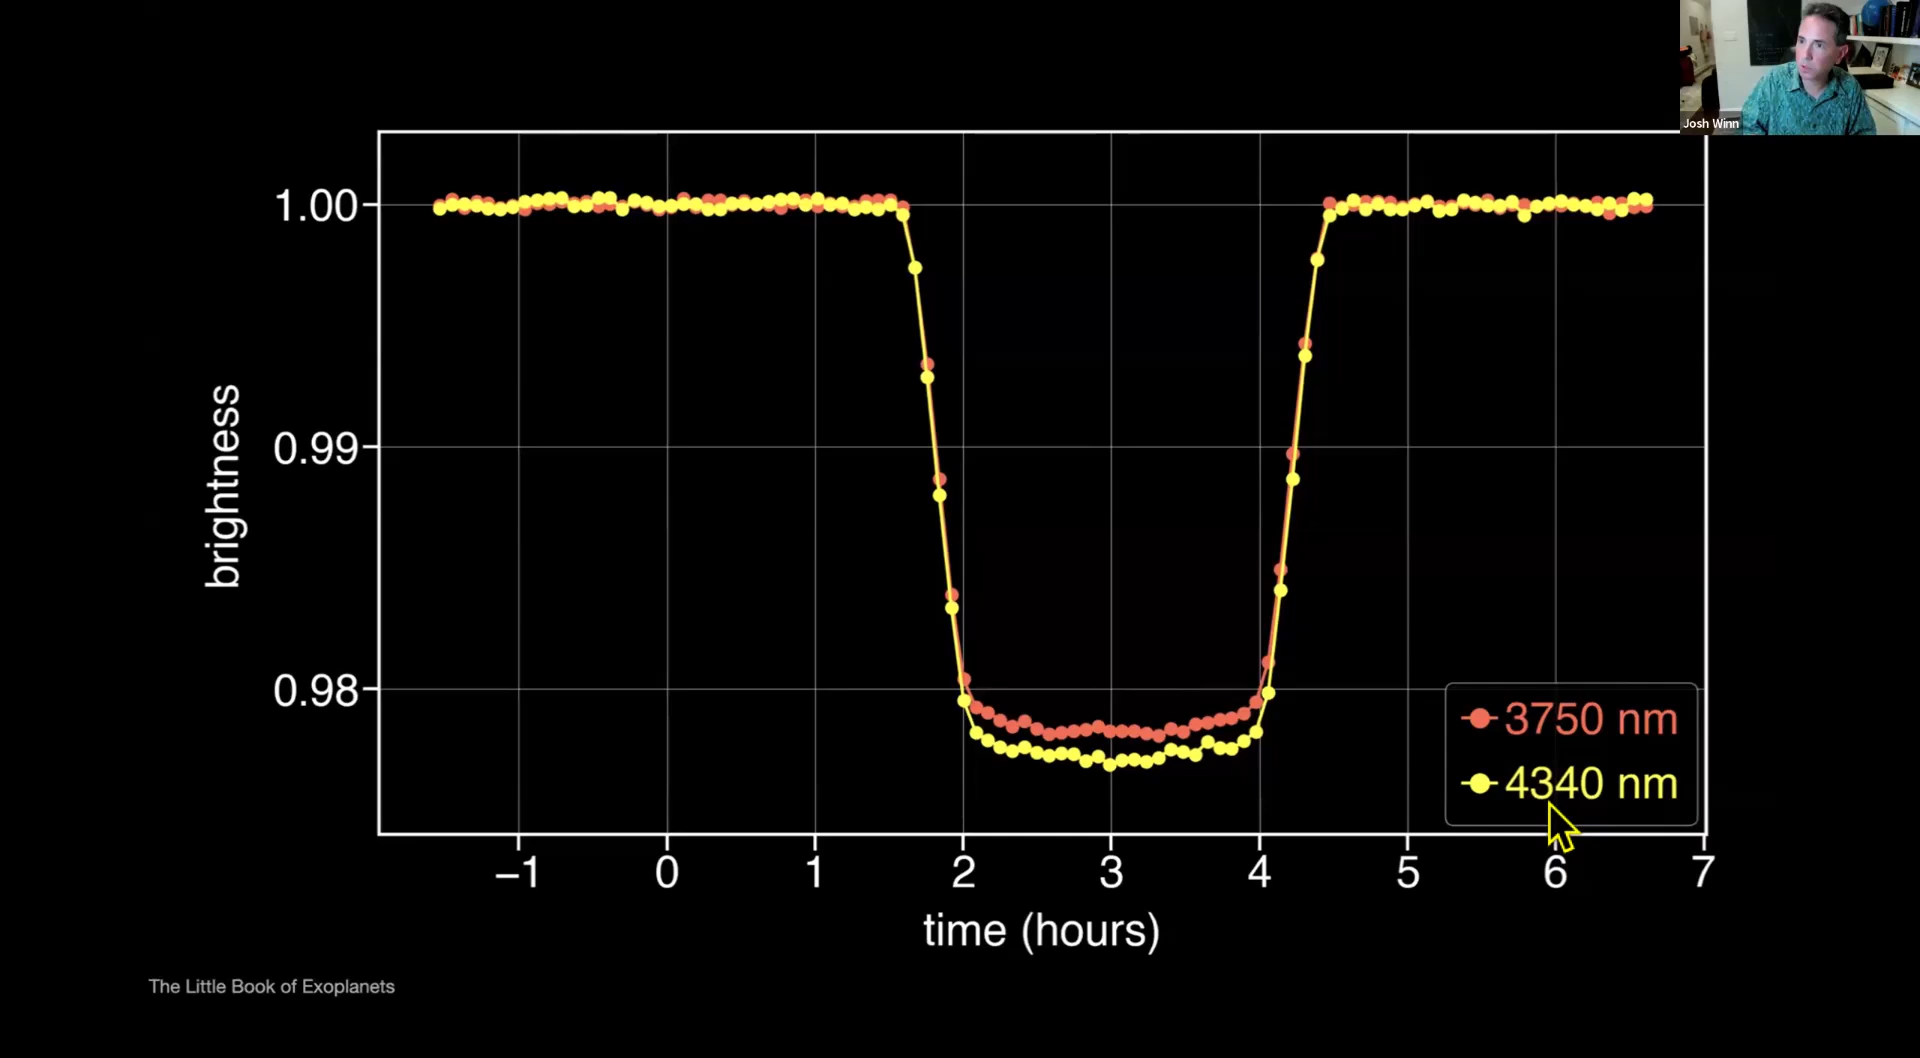 Josh Winn
1.00
0.99
0.98
brightness
3750 nm
4340 nm
−1 0 1 2 3 4 5 6 7
time (hours)
The Little Book of Exoplanets